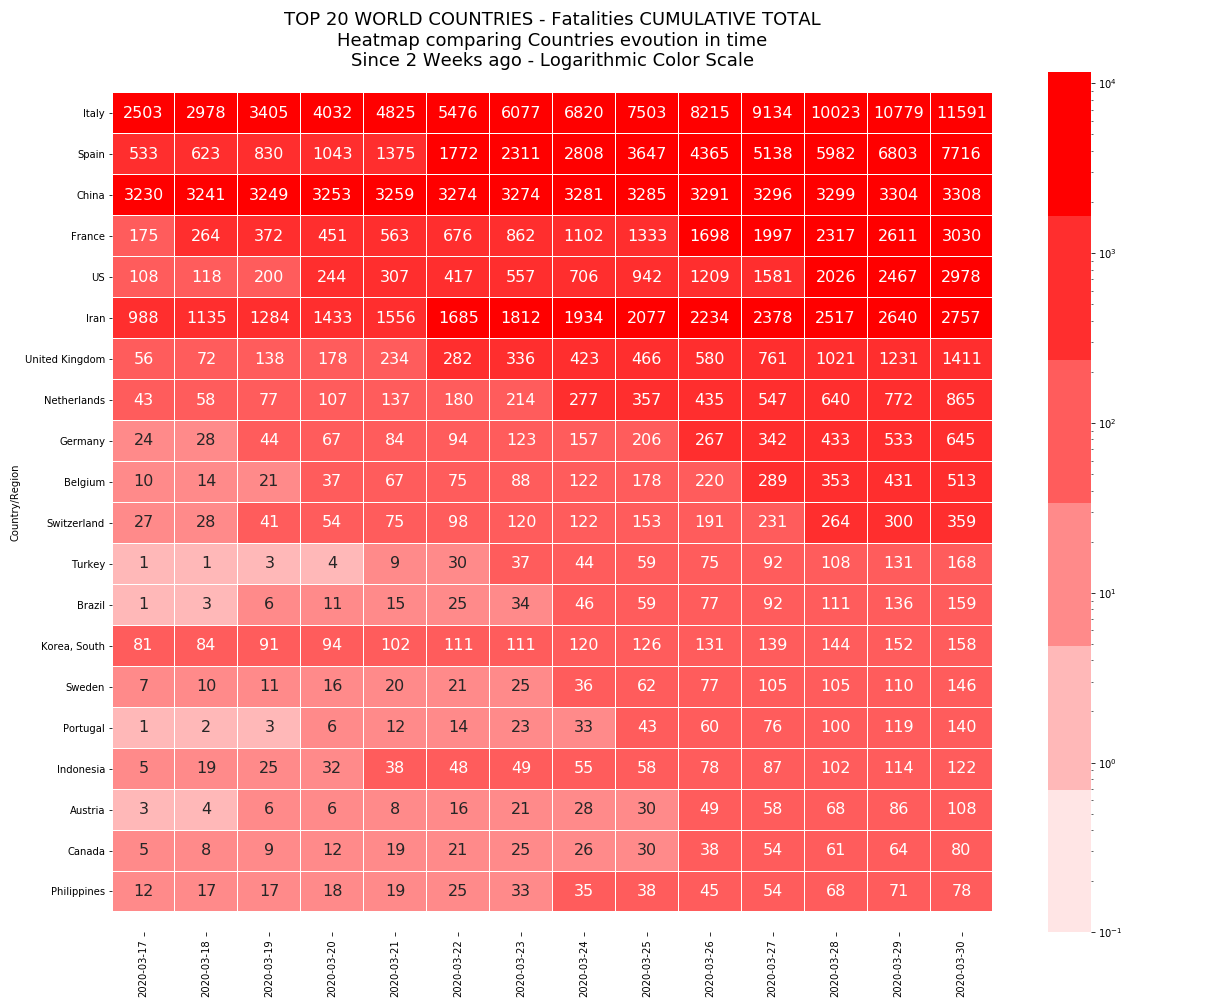 TOP 20 WORLD COUNTRIES - Fatalities CUMULATIVE TOTAL
Heatmap comparing Countries evoution in time
Since 2 Weeks ago - Logarithmic Color Scale
Country/Region
Italy 2503 2978 3405 4032 4825 5476 6077 6820 7503 8215 9134 10023 10779 11591
Spain 533 623 830 1043 1375 1772 2311 2808 3647 4365 5138 5982 6803 7716
China 3230 3241 3249 3253 3259 3274 3274 3281 3285 3291 3296 3299 3304 3308
France 175 264 372 451 563 676 862 1102 1333 1698 1997 2317 2611 3030
US 108 118 200 244 307 417 557 706 942 1209 1581 2026 2467 2978
Iran 988 1135 1284 1433 1556 1685 1812 1934 2077 2234 2378 2517 2640 2757
United Kingdom 56 72 138 178 234 282 336 423 466 580 761 1021 1231 1411
Netherlands 43 58 77 107 137 180 214 277 357 435 547 640 772 865
Germany 24 28 44 67 84 94 123 157 206 267 342 433 533 645
Belgium 10 14 21 37 67 75 88 122 178 220 289 353 431 513
Switzerland 27 28 41 54 75 98 120 122 153 191 231 264 300 359
Turkey 1 1 3 4 9 30 37 44 59 75 92 108 131 168
Brazil 1 3 6 11 15 25 34 46 59 77 92 111 136 159
Korea, South 81 84 91 94 102 111 111 120 126 131 139 144 152 158
Sweden 7 10 11 16 20 21 25 36 62 77 105 105 110 146
Portugal 1 2 3 6 12 14 23 33 43 60 76 100 119 140
Indonesia 5 19 25 32 38 48 49 55 58 78 87 102 114 122
Austria 3 4 6 6 8 16 21 28 30 49 58 68 86 108
Canada 5 8 9 12 19 21 25 26 30 38 54 61 64 80
Philippines 12 17 17 18 19 25 33 35 38 45 54 68 71 78
2020-03-17 2020-03-18 2020-03-19 2020-03-20 2020-03-21 2020-03-22 2020-03-23 2020-03-24 2020-03-25 2020-03-26 2020-03-27 2020-03-28 2020-03-29 2020-03-30
10⁴
10³
10²
10¹
10⁰
10⁻¹